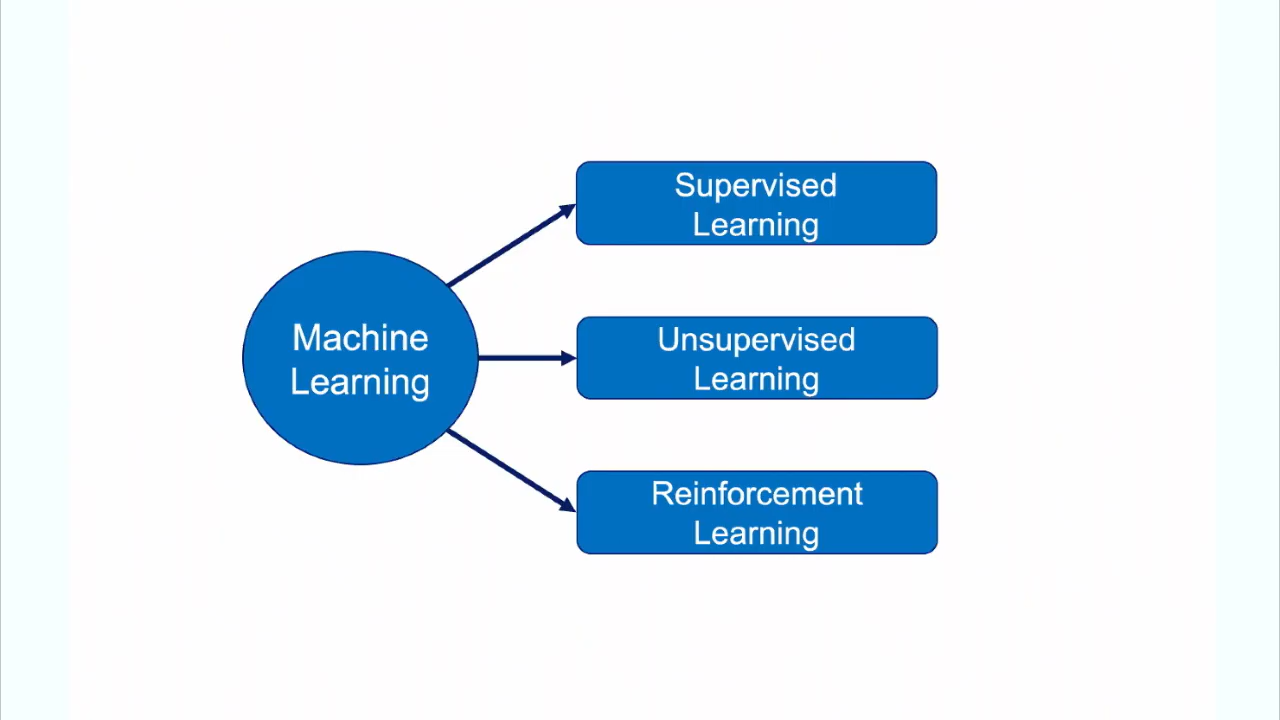 Machine
Learning
Supervised
Learning
Unsupervised
Learning
Reinforcement
Learning